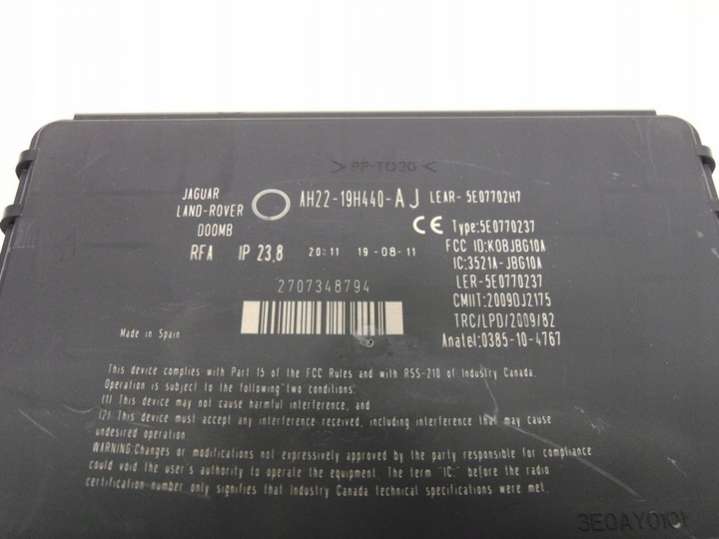 >PP-TD20<
JAGUAR
LAND-ROVER
DOOMB
AH22-19H440-AJ
LEAR- 5E07702H7
RFA IP 23.8 20:11 19-08-11
CE Type:5E0770237
FCC ID:KOBJBG10A
IC:3521A-JBG10A
LER-5E0770237
CMIIT:2009DJ2175
TRC/LPD/2009/82
Anatel:0385-10-4767
2707348794
Made in Spain
This device complies with Part 15 of the FCC Rules and with RSS-210 of Industry Canada.
Operation is subject to the following two conditions:
(1) This device may not cause harmful interference, and
(2) This device must accept any interference received, including interference that may cause
undesired operation
WARNING:Changes or modifications not expressively approved by the party responsible for compliance
could void the user's authority to operate the equipment. The term "IC:" before the radio
certification number only signifies that Industry Canada technical specifications were met.
3E0AY0101